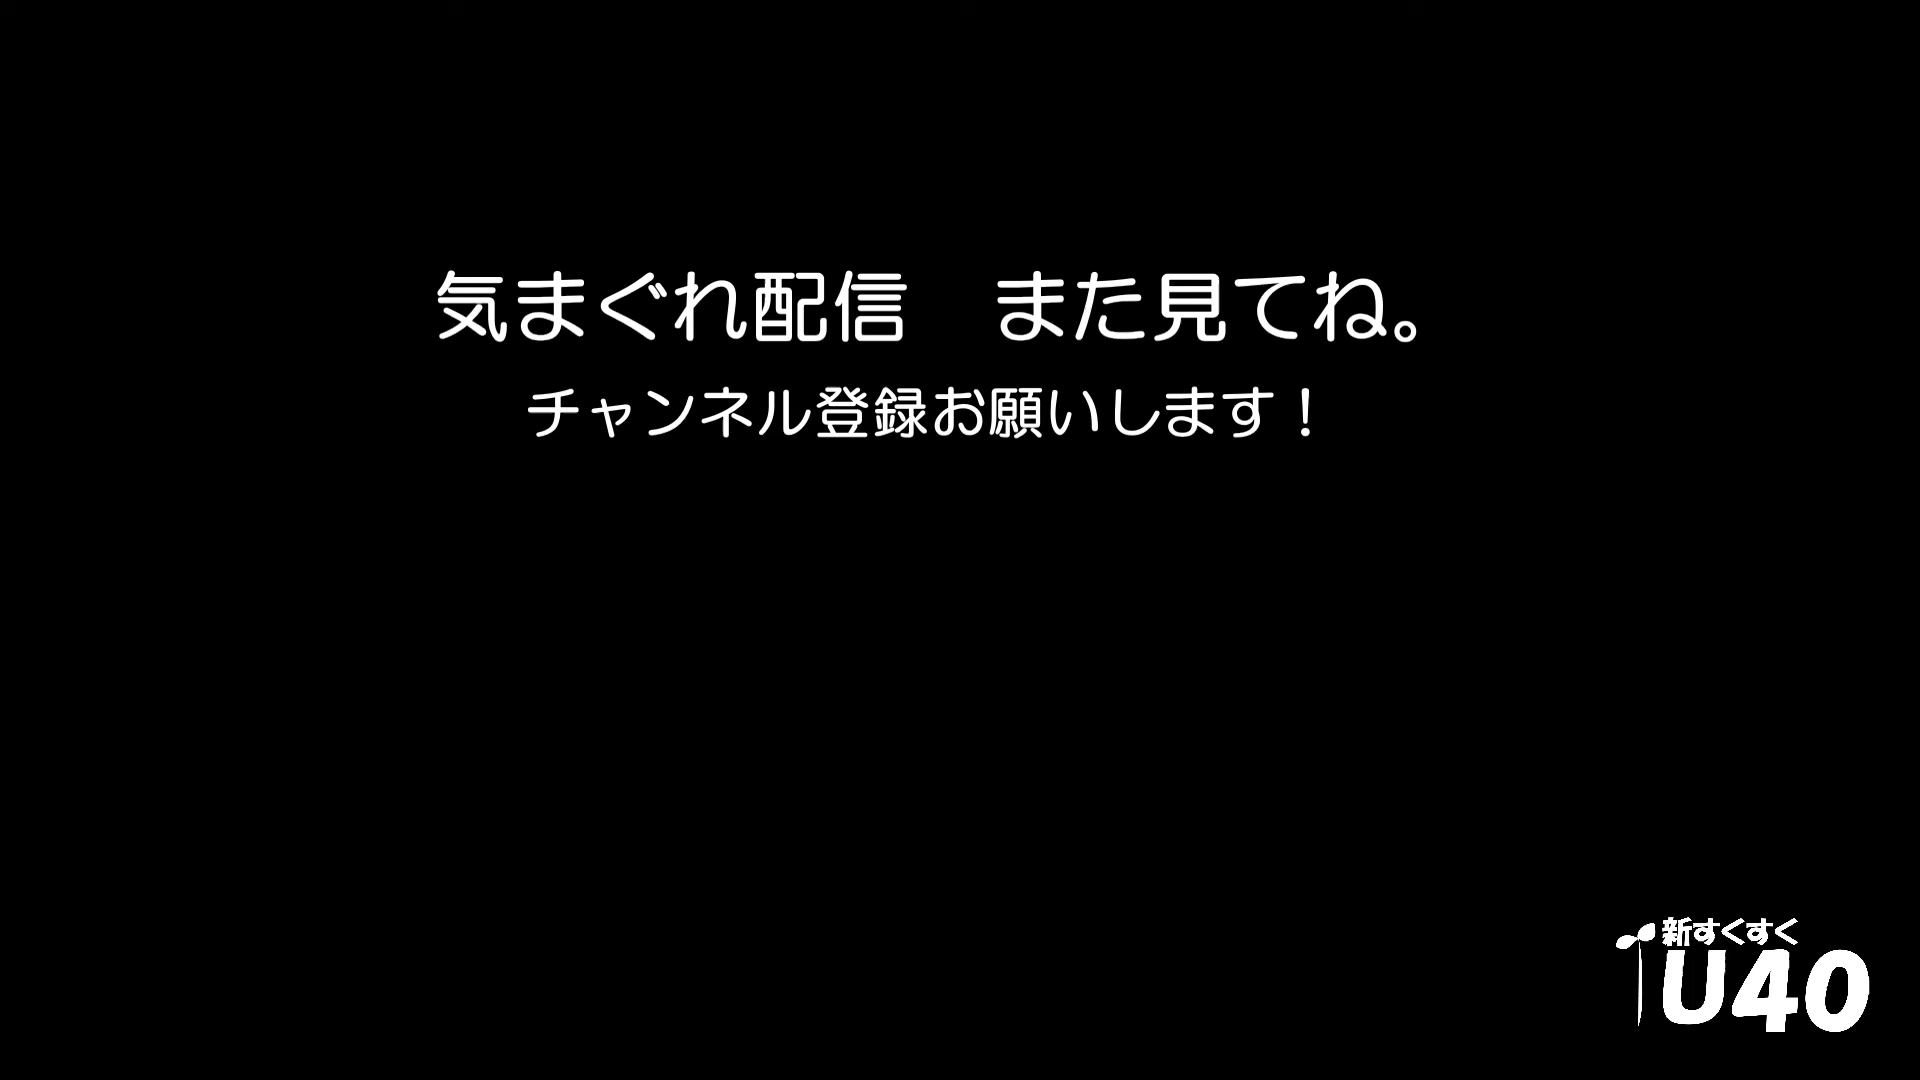 気まぐれ配信　また見てね。
チャンネル登録お願いします！
新すくすく
U40